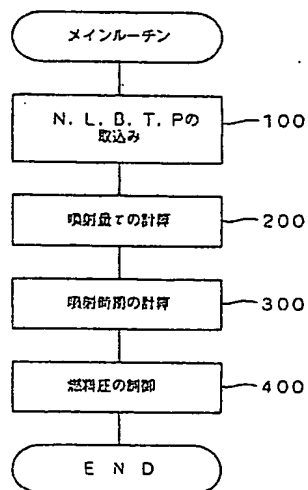 メインルーチン
N, L, B, T, Pの
取込み
100
噴射量τの計算
200
噴射時期の計算
300
燃料圧の制御
400
END